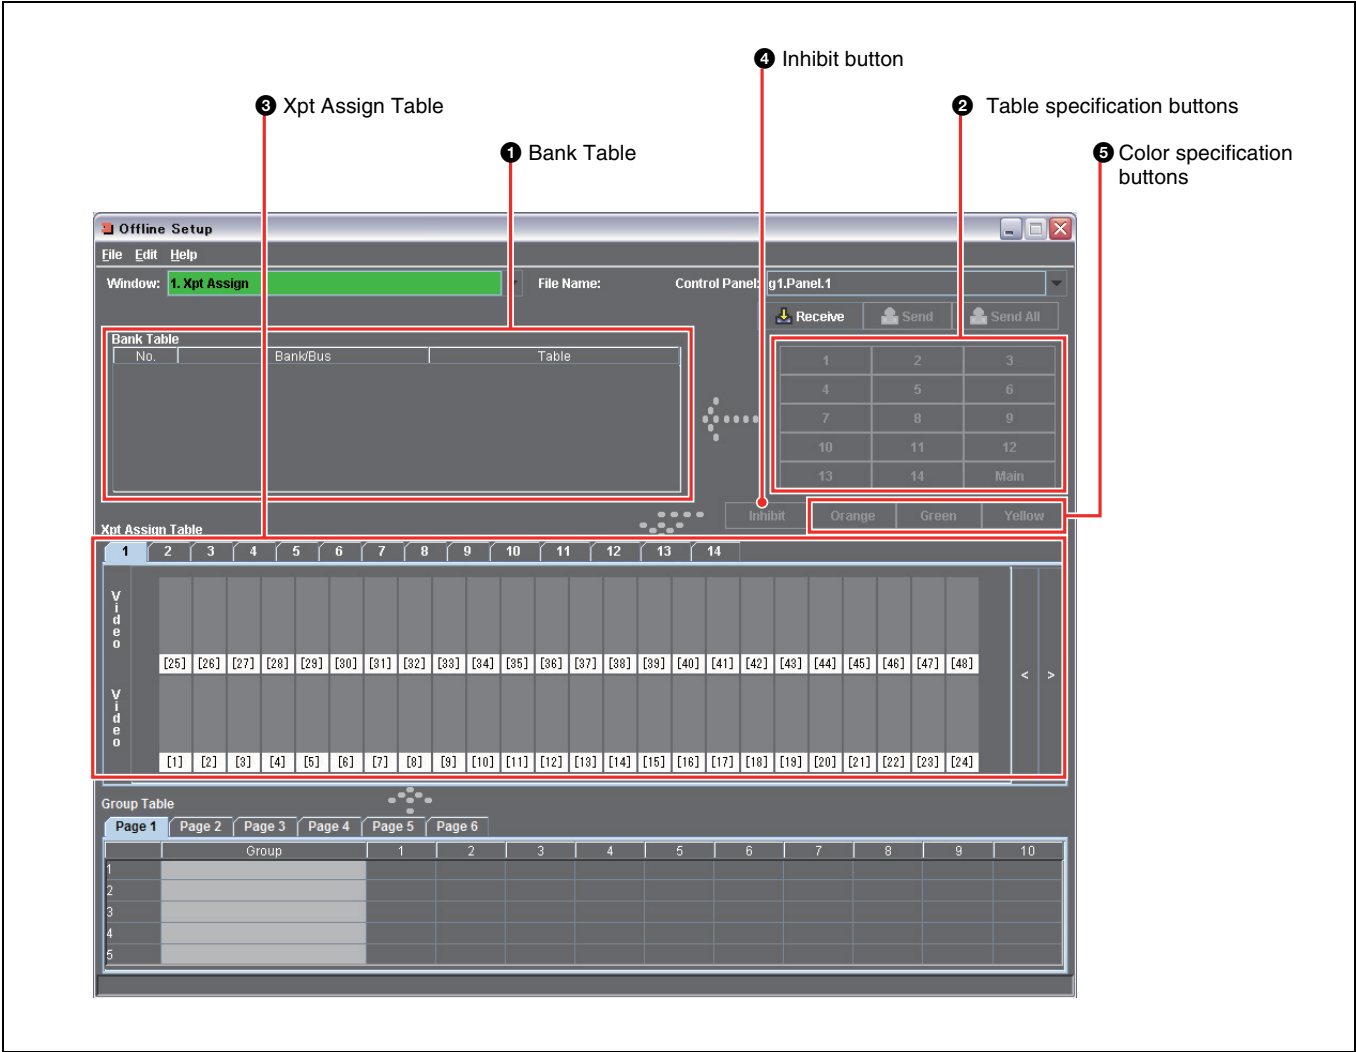 ❹ Inhibit button
❸ Xpt Assign Table
❷ Table specification buttons
❶ Bank Table
❺ Color specification
buttons
Offline Setup
File Edit Help
Window: 1. Xpt Assign File Name: Control Panel: g1.Panel.1
Receive Send Send All
Bank Table
No. Bank/Bus Table
1 2 3
4 5 6
7 8 9
10 11 12
13 14 Main
Inhibit Orange Green Yellow
Xpt Assign Table
1 2 3 4 5 6 7 8 9 10 11 12 13 14
Video
[25] [26] [27] [28] [29] [30] [31] [32] [33] [34] [35] [36] [37] [38] [39] [40] [41] [42] [43] [44] [45] [46] [47] [48]
< >
Video
[1] [2] [3] [4] [5] [6] [7] [8] [9] [10] [11] [12] [13] [14] [15] [16] [17] [18] [19] [20] [21] [22] [23] [24]
Group Table
Page 1 Page 2 Page 3 Page 4 Page 5 Page 6
Group 1 2 3 4 5 6 7 8 9 10
1
2
3
4
5